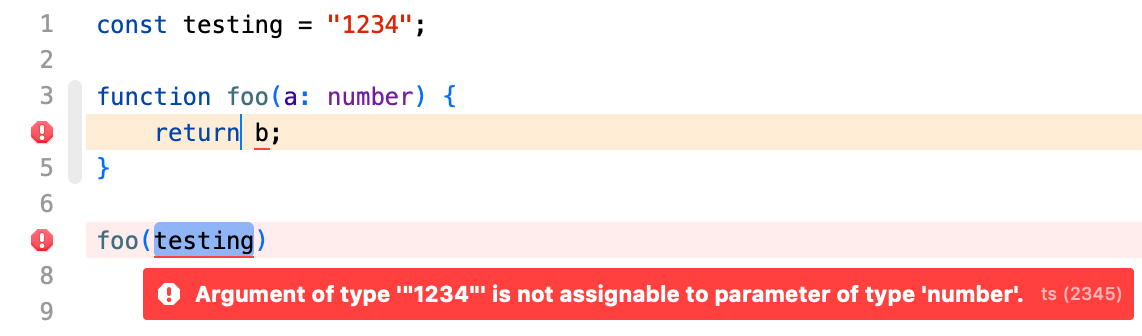 1 const testing = "1234";
2
3 function foo(a: number) {
return b;
5 }
6
foo(testing)
8
Argument of type '"1234"' is not assignable to parameter of type 'number'. ts (2345)
9